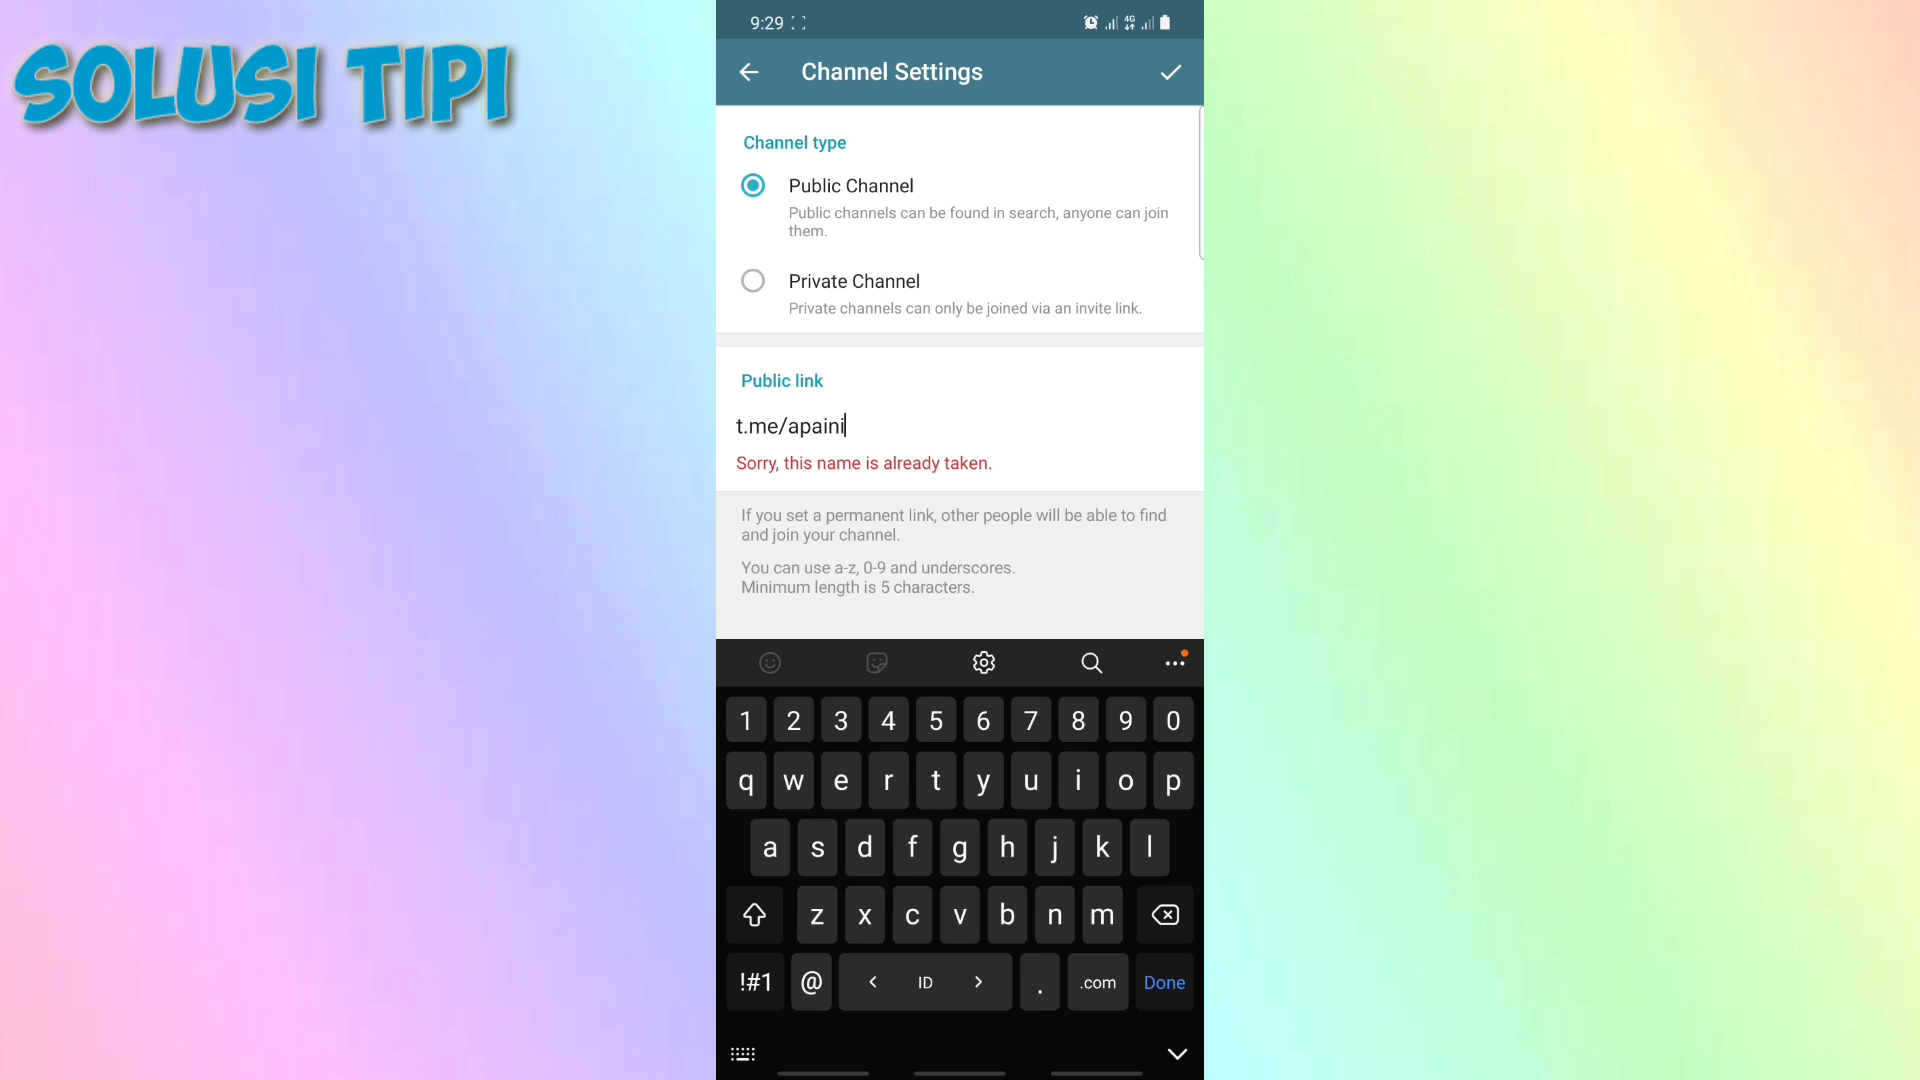 SOLUSI TIPI
9:29
4G
Channel Settings
Channel type
Public Channel
Public channels can be found in search, anyone can join
them.
Private Channel
Private channels can only be joined via an invite link.
Public link
t.me/apaini
Sorry, this name is already taken.
If you set a permanent link, other people will be able to find
and join your channel.
You can use a-z, 0-9 and underscores.
Minimum length is 5 characters.
1 2 3 4 5 6 7 8 9 0
q w e r t y u i o p
a s d f g h j k l
z x c v b n m
!#1 @ < ID > . .com Done